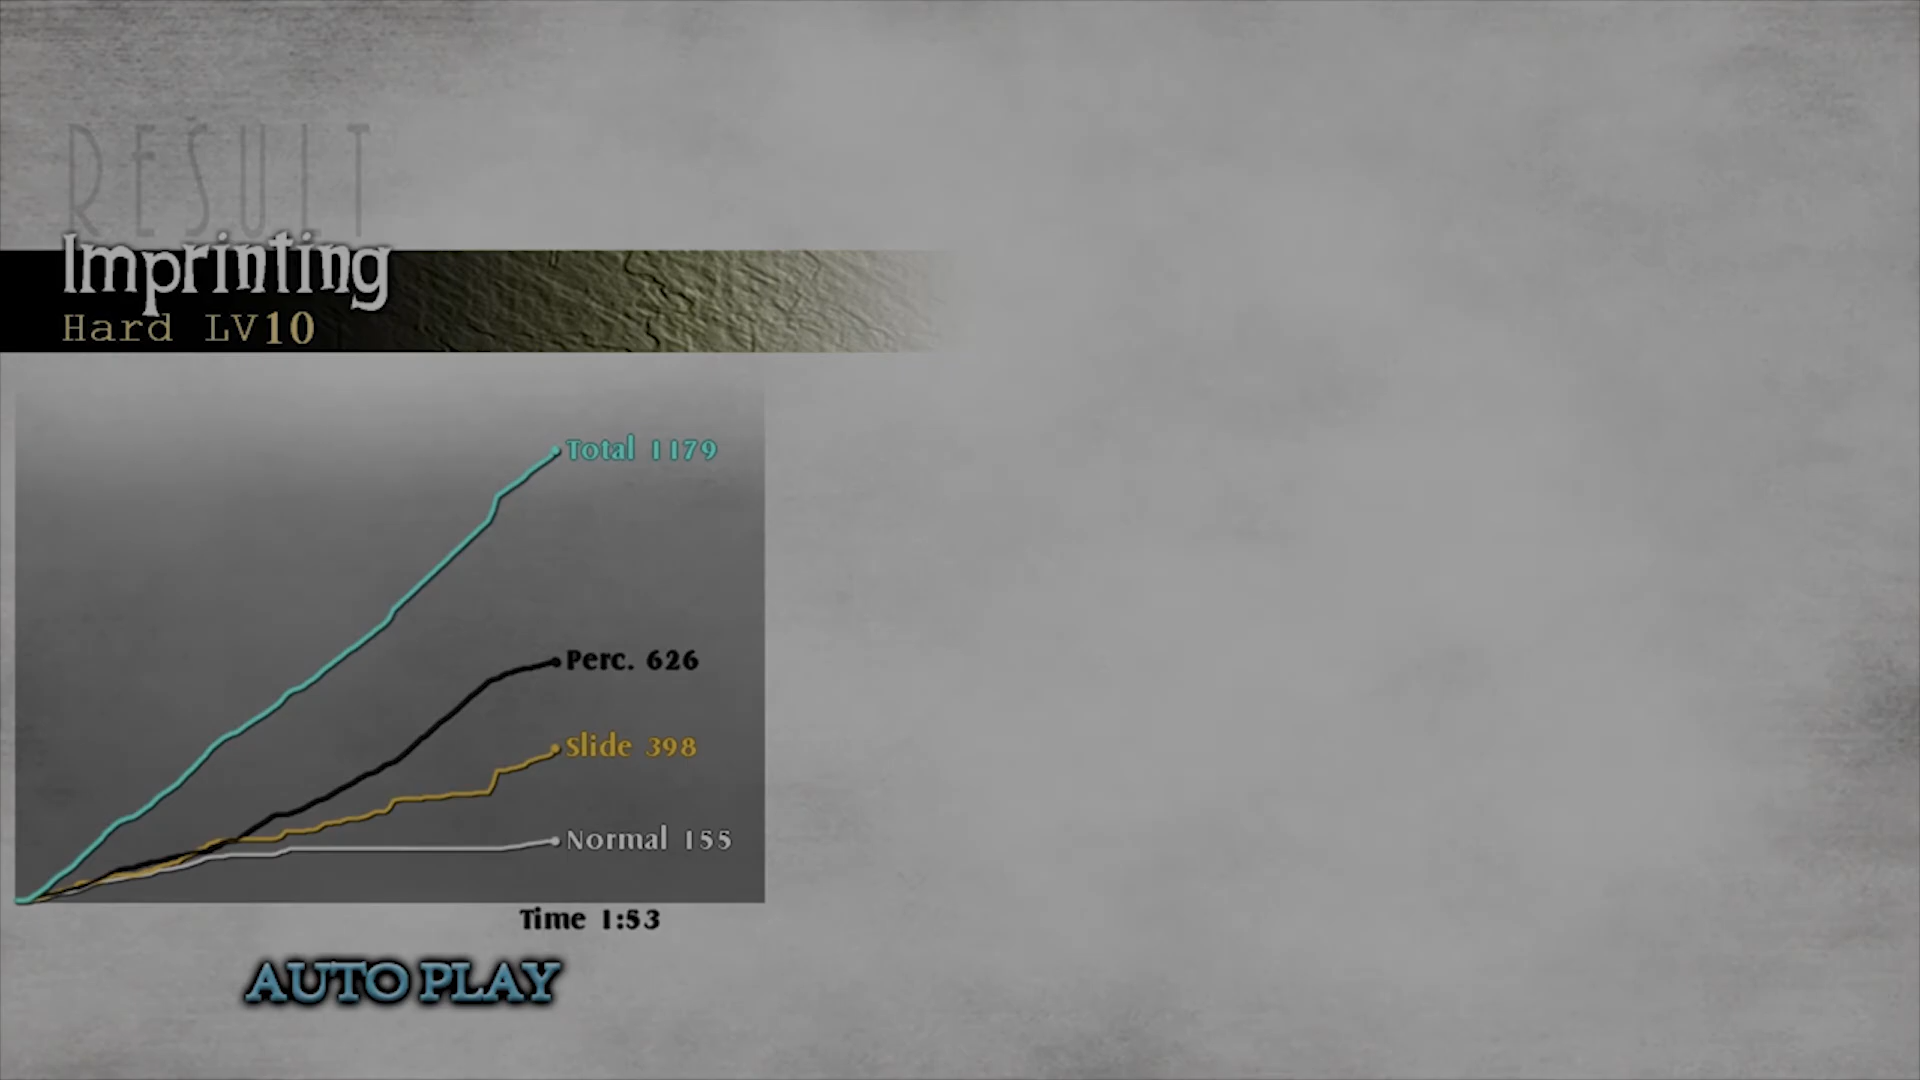 RESULT
Imprinting
Hard LV10
Total 1179
Perc. 626
Slide 398
Normal 155
Time 1:53
AUTO PLAY